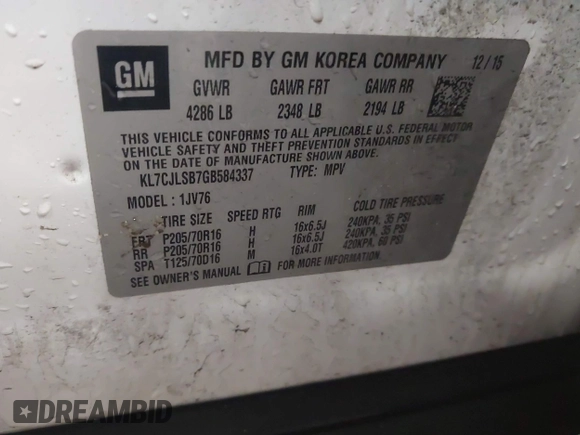 GM MFD BY GM KOREA COMPANY 12/15
GVWR GAWR FRT GAWR RR
4286 LB 2348 LB 2194 LB
THIS VEHICLE CONFORMS TO ALL APPLICABLE U.S. FEDERAL MOTOR
VEHICLE SAFETY AND THEFT PREVENTION STANDARDS IN EFFECT
ON THE DATE OF MANUFACTURE SHOWN ABOVE.
KL7CJLSB7GB584337 TYPE: MPV
MODEL: 1JV76
TIRE SIZE SPEED RTG RIM
FRT P205/70R16 H 16x6.5J 240KPA, 35 PSI
RR P205/70R16 H 16x6.5J 240KPA, 35 PSI
SPA T125/70D16 M 16x4.0T 420KPA, 60 PSI
SEE OWNER'S MANUAL FOR MORE INFORMATION.
DREAMBID